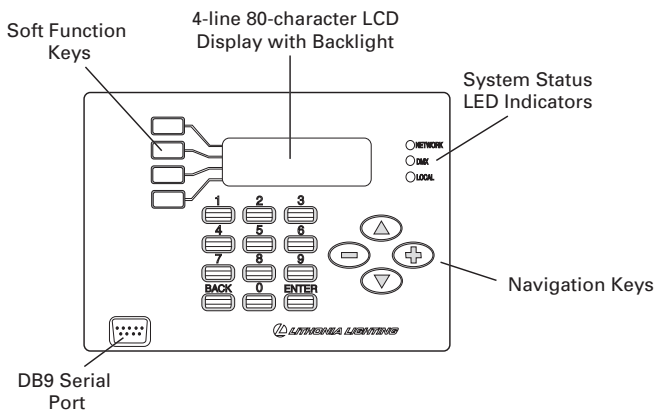 4-line 80-character LCD
Display with Backlight
Soft Function
Keys
System Status
LED Indicators
NETWORK
DMX
LOCAL
1 2 3
4 5 6
7 8 9
BACK 0 ENTER
Navigation Keys
LITHONIA LIGHTING
DB9 Serial
Port